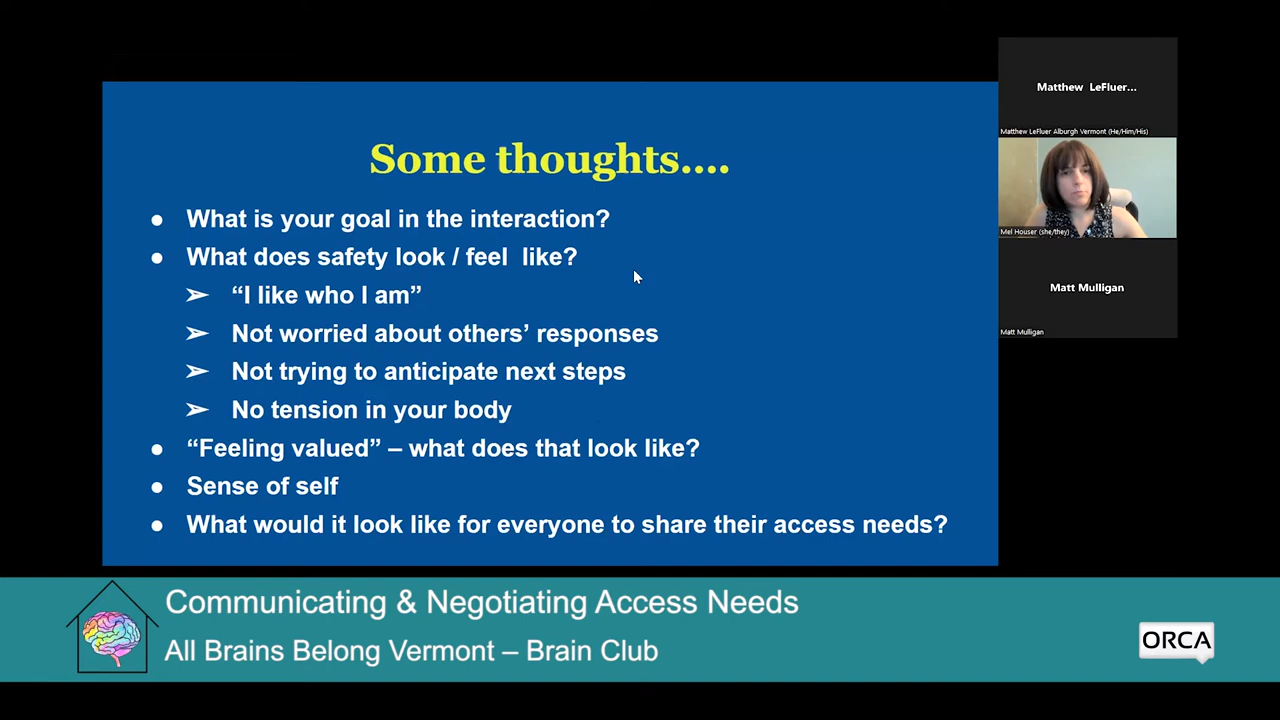 Some thoughts....
● What is your goal in the interaction?
● What does safety look / feel like?
➢ “I like who I am”
➢ Not worried about others’ responses
➢ Not trying to anticipate next steps
➢ No tension in your body
● “Feeling valued” – what does that look like?
● Sense of self
● What would it look like for everyone to share their access needs?
Matthew LeFluer...
Matthew LeFluer Alburgh Vermont (He/Him/His)
Mel Houser (she/they)
Matt Mulligan
Matt Mulligan
Communicating & Negotiating Access Needs
All Brains Belong Vermont – Brain Club
ORCA